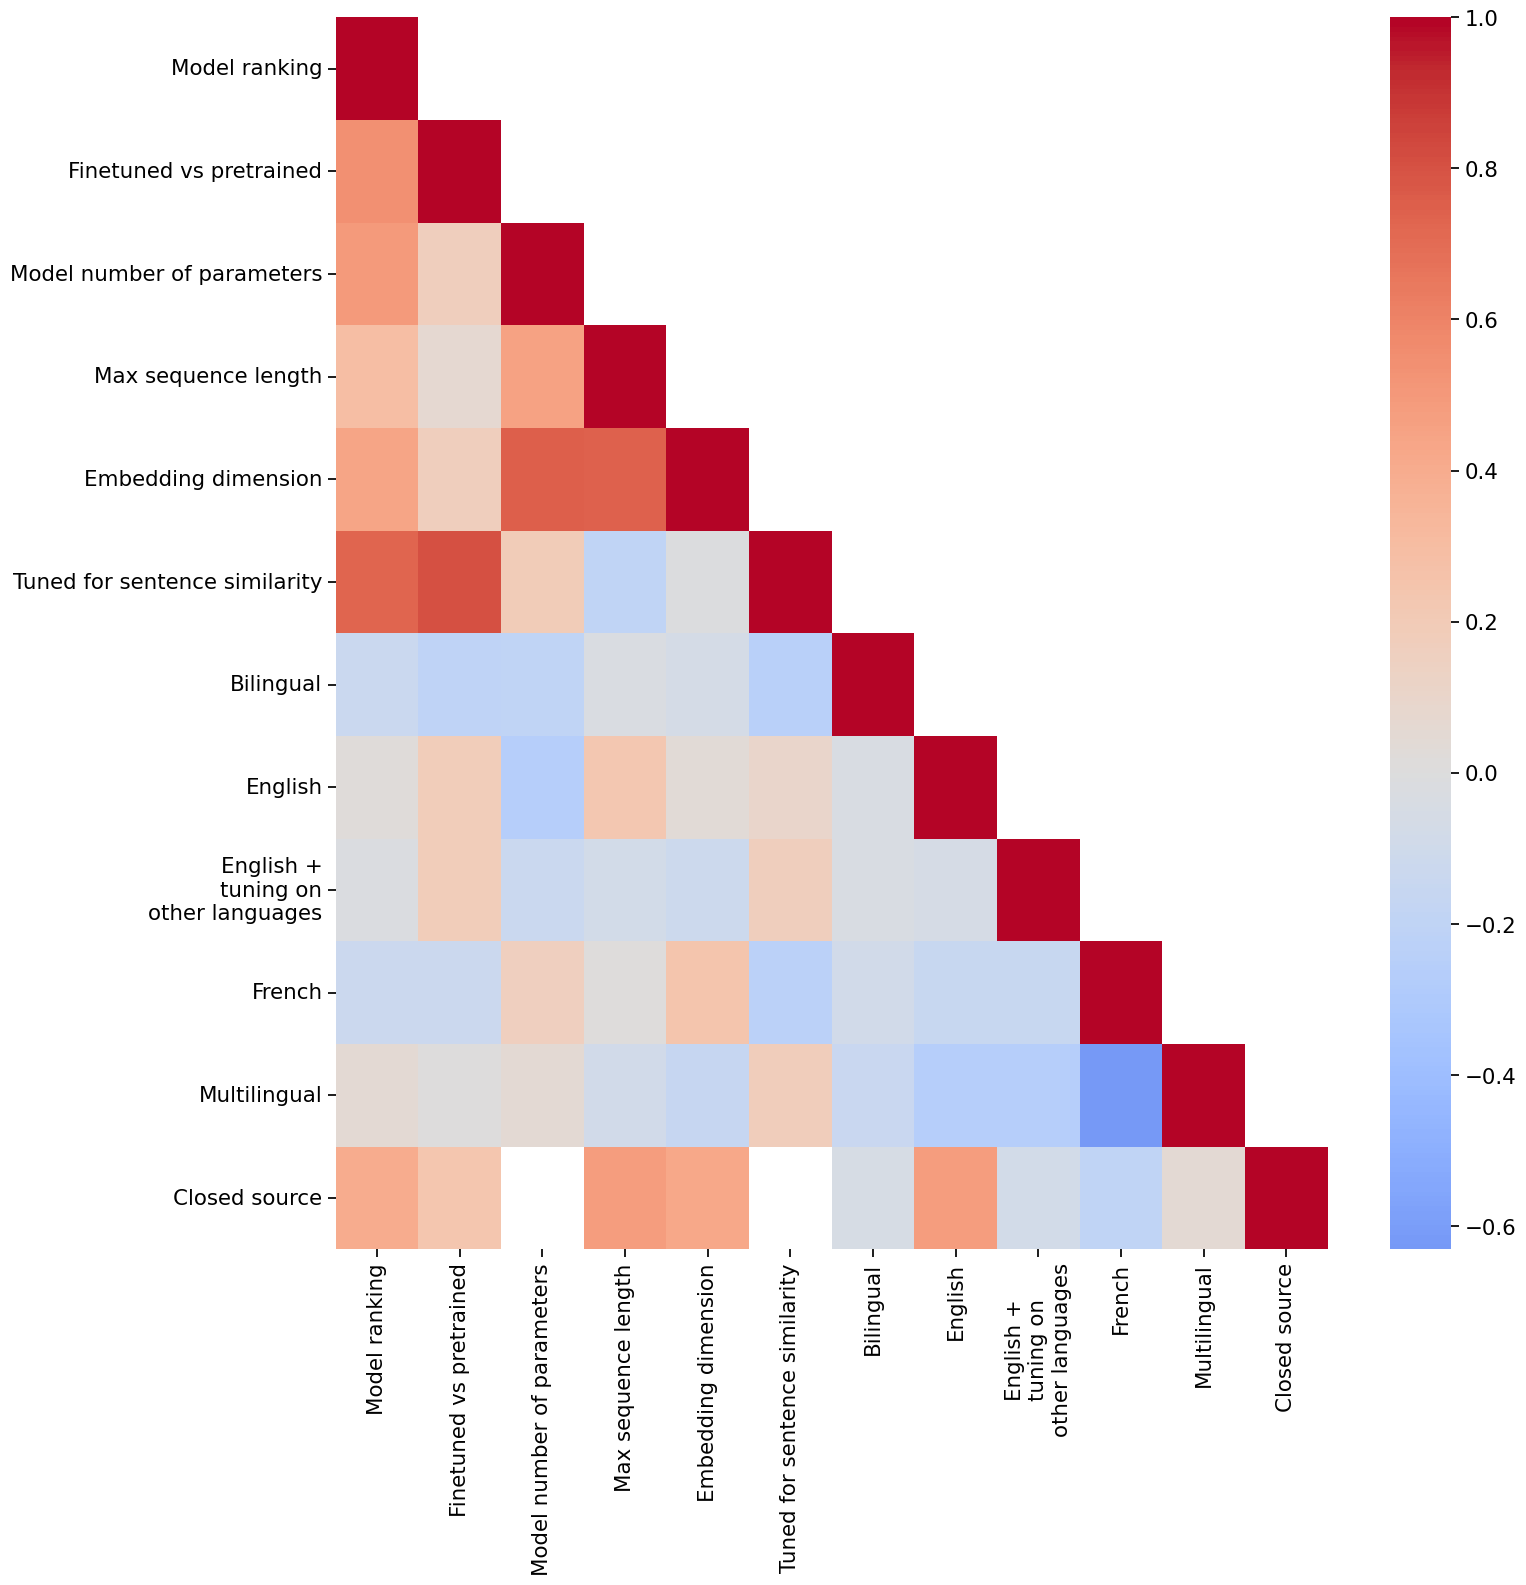 Model ranking
Finetuned vs pretrained
Model number of parameters
Max sequence length
Embedding dimension
Tuned for sentence similarity
Bilingual
English
English +
tuning on
other languages
French
Multilingual
Closed source
Model ranking
Finetuned vs pretrained
Model number of parameters
Max sequence length
Embedding dimension
Tuned for sentence similarity
Bilingual
English
English +
tuning on
other languages
French
Multilingual
Closed source
1.0
0.8
0.6
0.4
0.2
0.0
−0.2
−0.4
−0.6